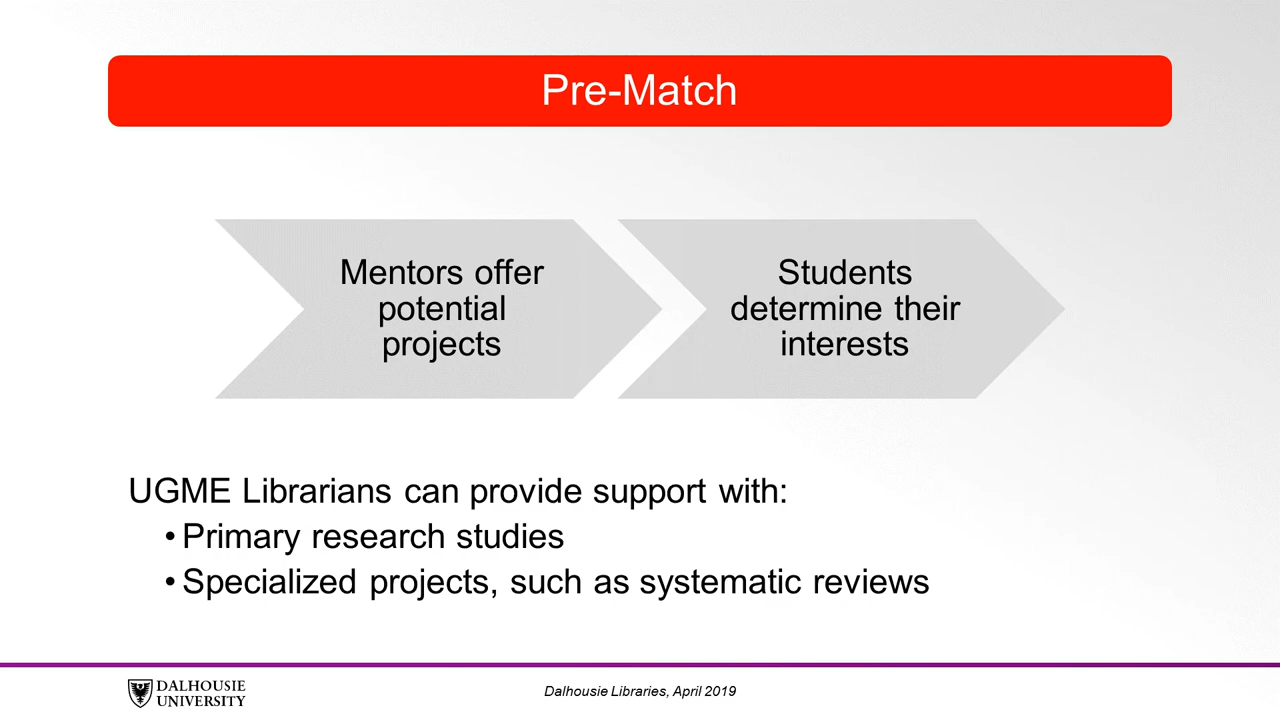 Pre-Match
Mentors offer
potential
projects
Students
determine their
interests
UGME Librarians can provide support with:
• Primary research studies
• Specialized projects, such as systematic reviews
DALHOUSIE
UNIVERSITY
Dalhousie Libraries, April 2019